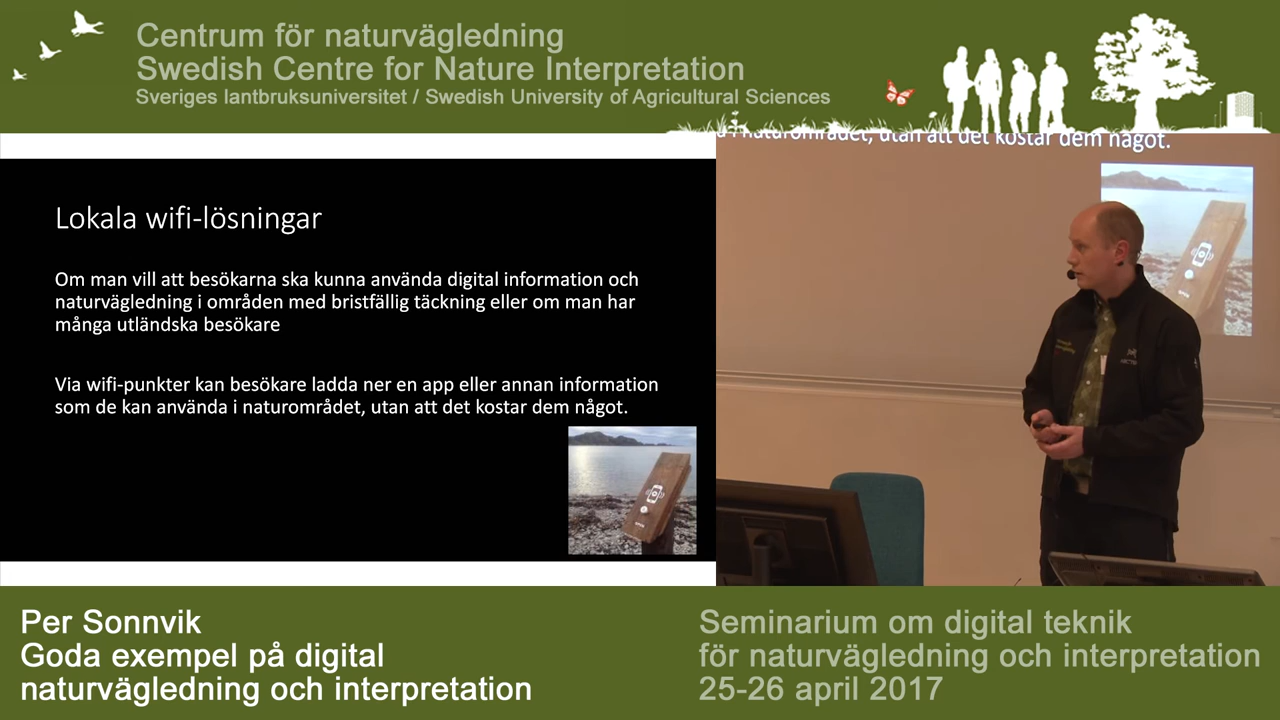 Centrum för naturvägledning
Swedish Centre for Nature Interpretation
Sveriges lantbruksuniversitet / Swedish University of Agricultural Sciences
Lokala wifi-lösningar
Om man vill att besökarna ska kunna använda digital information och
naturvägledning i områden med bristfällig täckning eller om man har
många utländska besökare
Via wifi-punkter kan besökare ladda ner en app eller annan information
som de kan använda i naturområdet, utan att det kostar dem något.
i naturområdet, utan att det kostar dem något.
Per Sonnvik
Goda exempel på digital
naturvägledning och interpretation
Seminarium om digital teknik
för naturvägledning och interpretation
25-26 april 2017